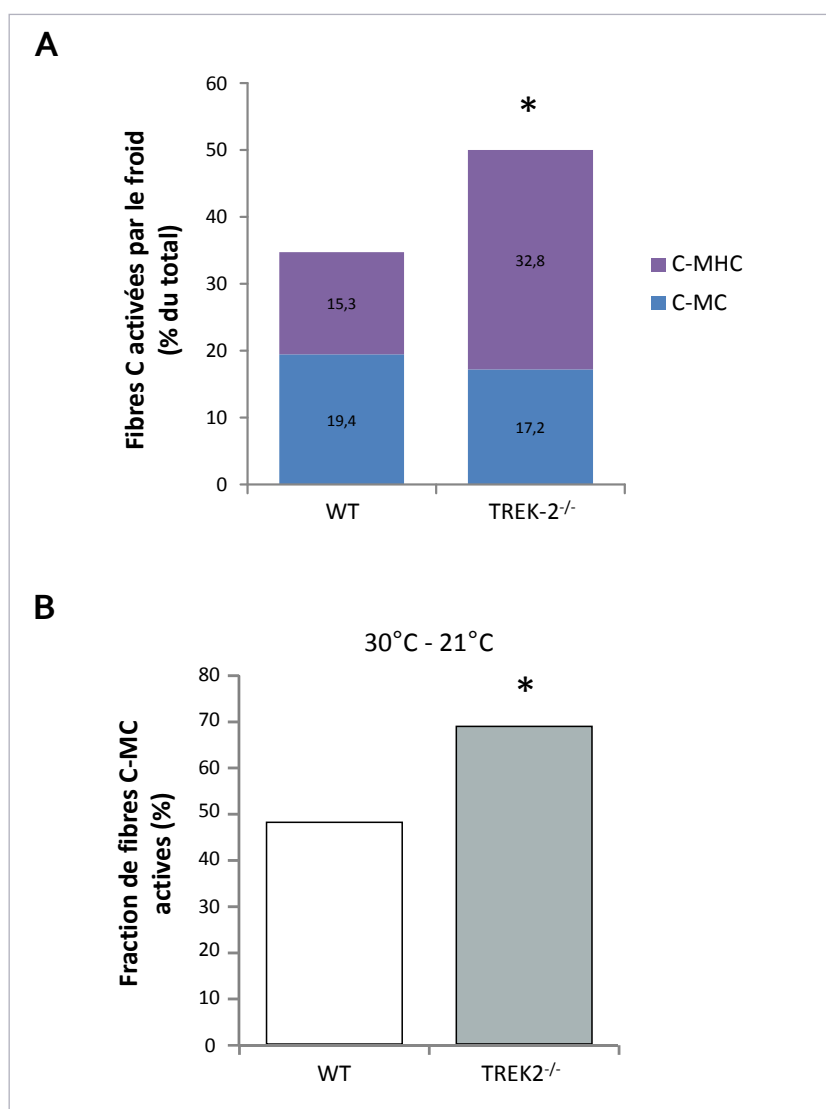 A
Fibres C activées par le froid
(% du total)
60
50
40
30
20
10
0
*
15,3
19,4
32,8
17,2
C-MHC
C-MC
WT
TREK-2-/-
B
30°C - 21°C
Fraction de fibres C-MC
actives (%)
80
70
60
50
40
30
20
10
0
*
WT
TREK2-/-